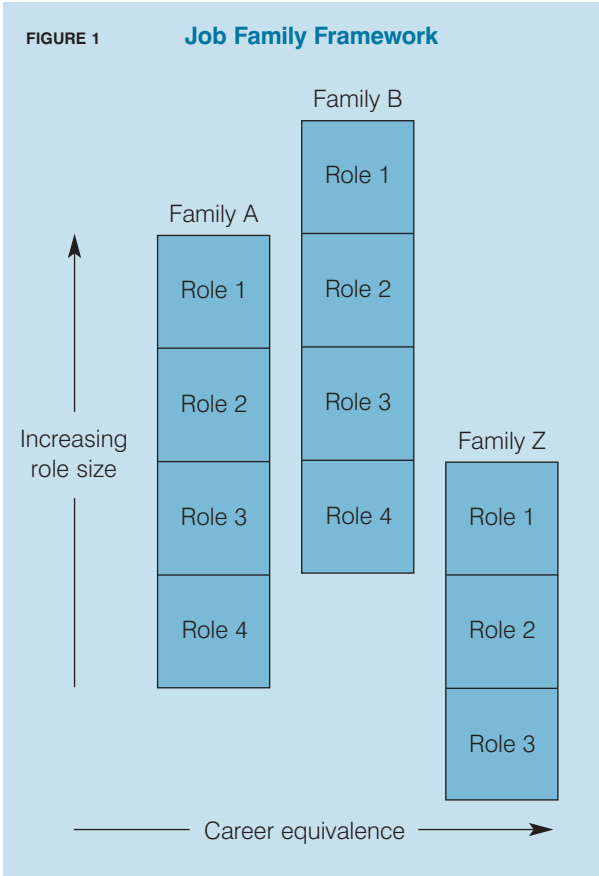 FIGURE 1 Job Family Framework
Family B
Role 1
Role 2
Role 3
Role 4
Family A
Role 1
Role 2
Role 3
Role 4
Increasing
role size
Family Z
Role 1
Role 2
Role 3
Career equivalence